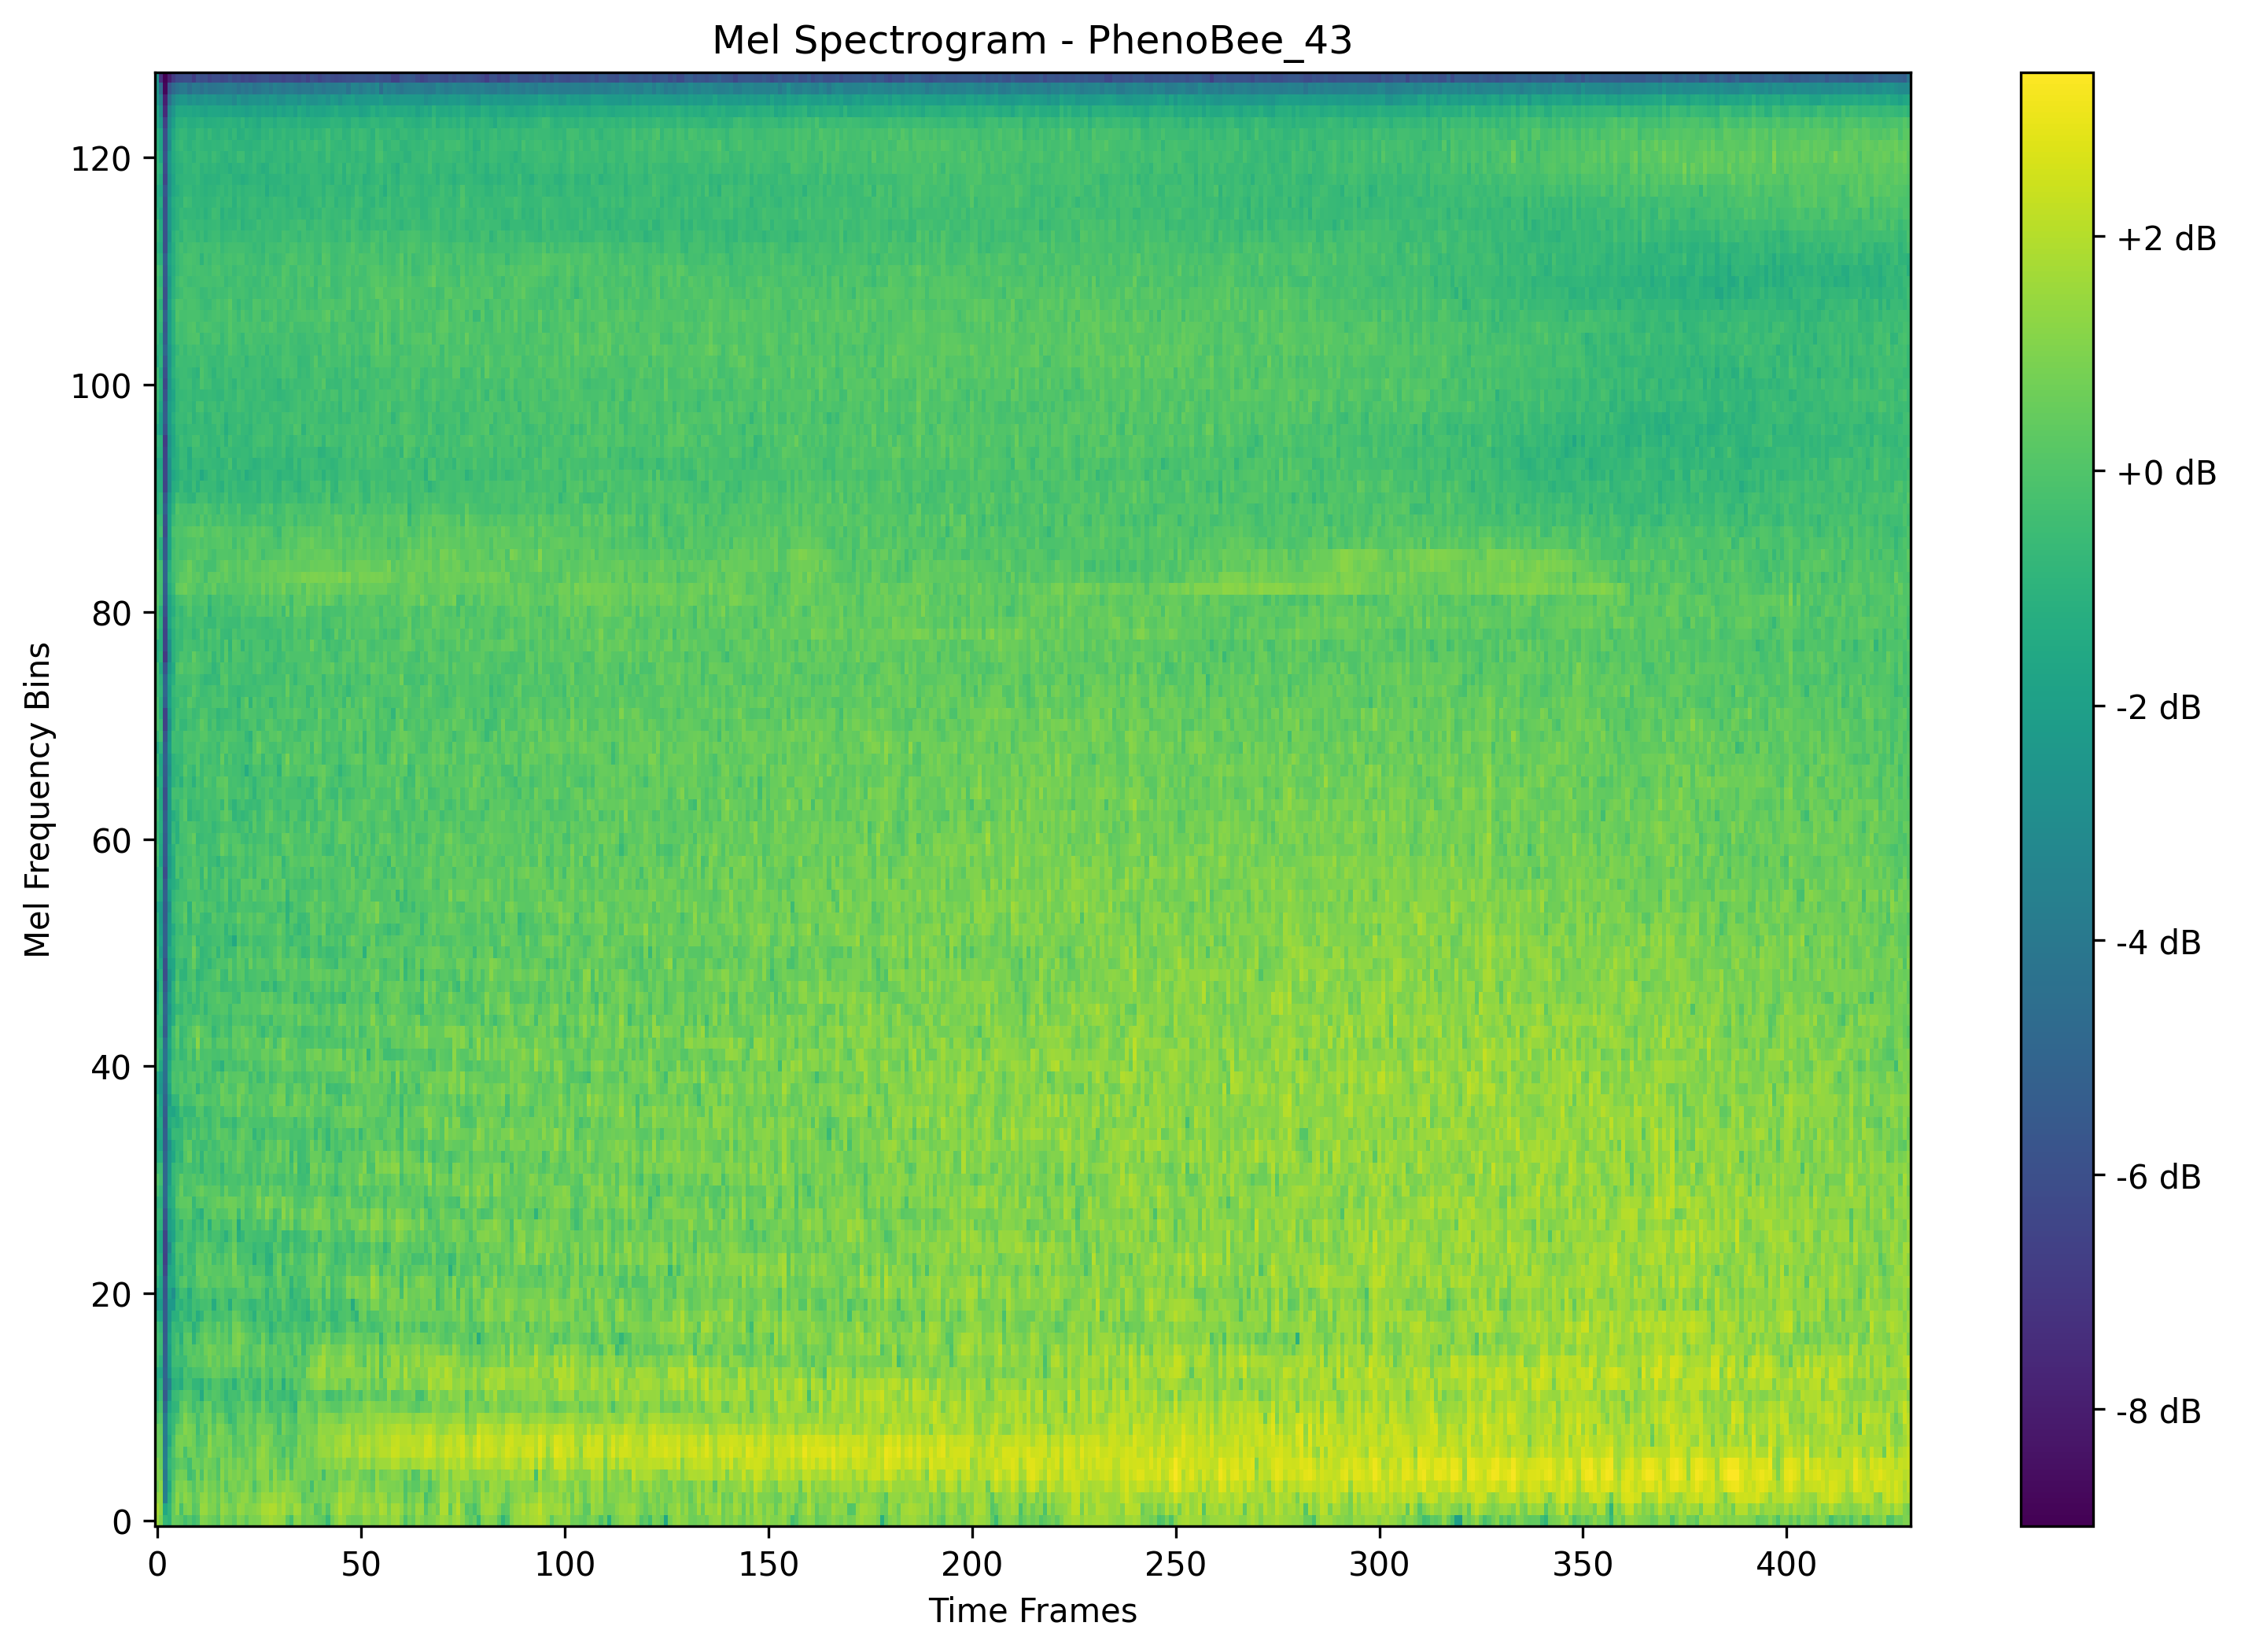 Mel Spectrogram - PhenoBee_43
Mel Frequency Bins
120
100
80
60
40
20
0
0 50 100 150 200 250 300 350 400
Time Frames
+2 dB
+0 dB
-2 dB
-4 dB
-6 dB
-8 dB